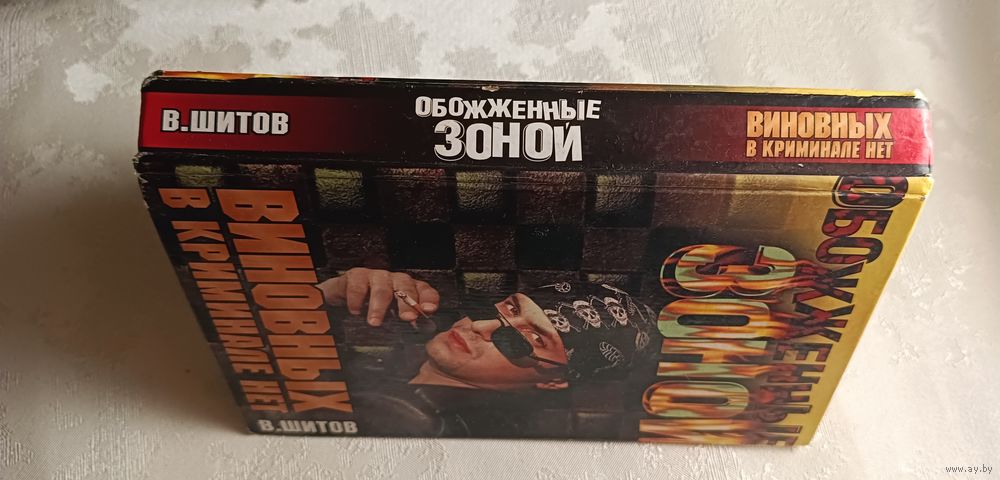 В.ШИТОВ
ОБОЖЖЕННЫЕ
ЗОНОЙ
ВИНОВНЫХ
В КРИМИНАЛЕ НЕТ
ОБОЖЖЕННЫЕ
ЗОНОЙ
ВИНОВНЫХ
В КРИМИНАЛЕ НЕТ
В.ШИТОВ
www.ay.by